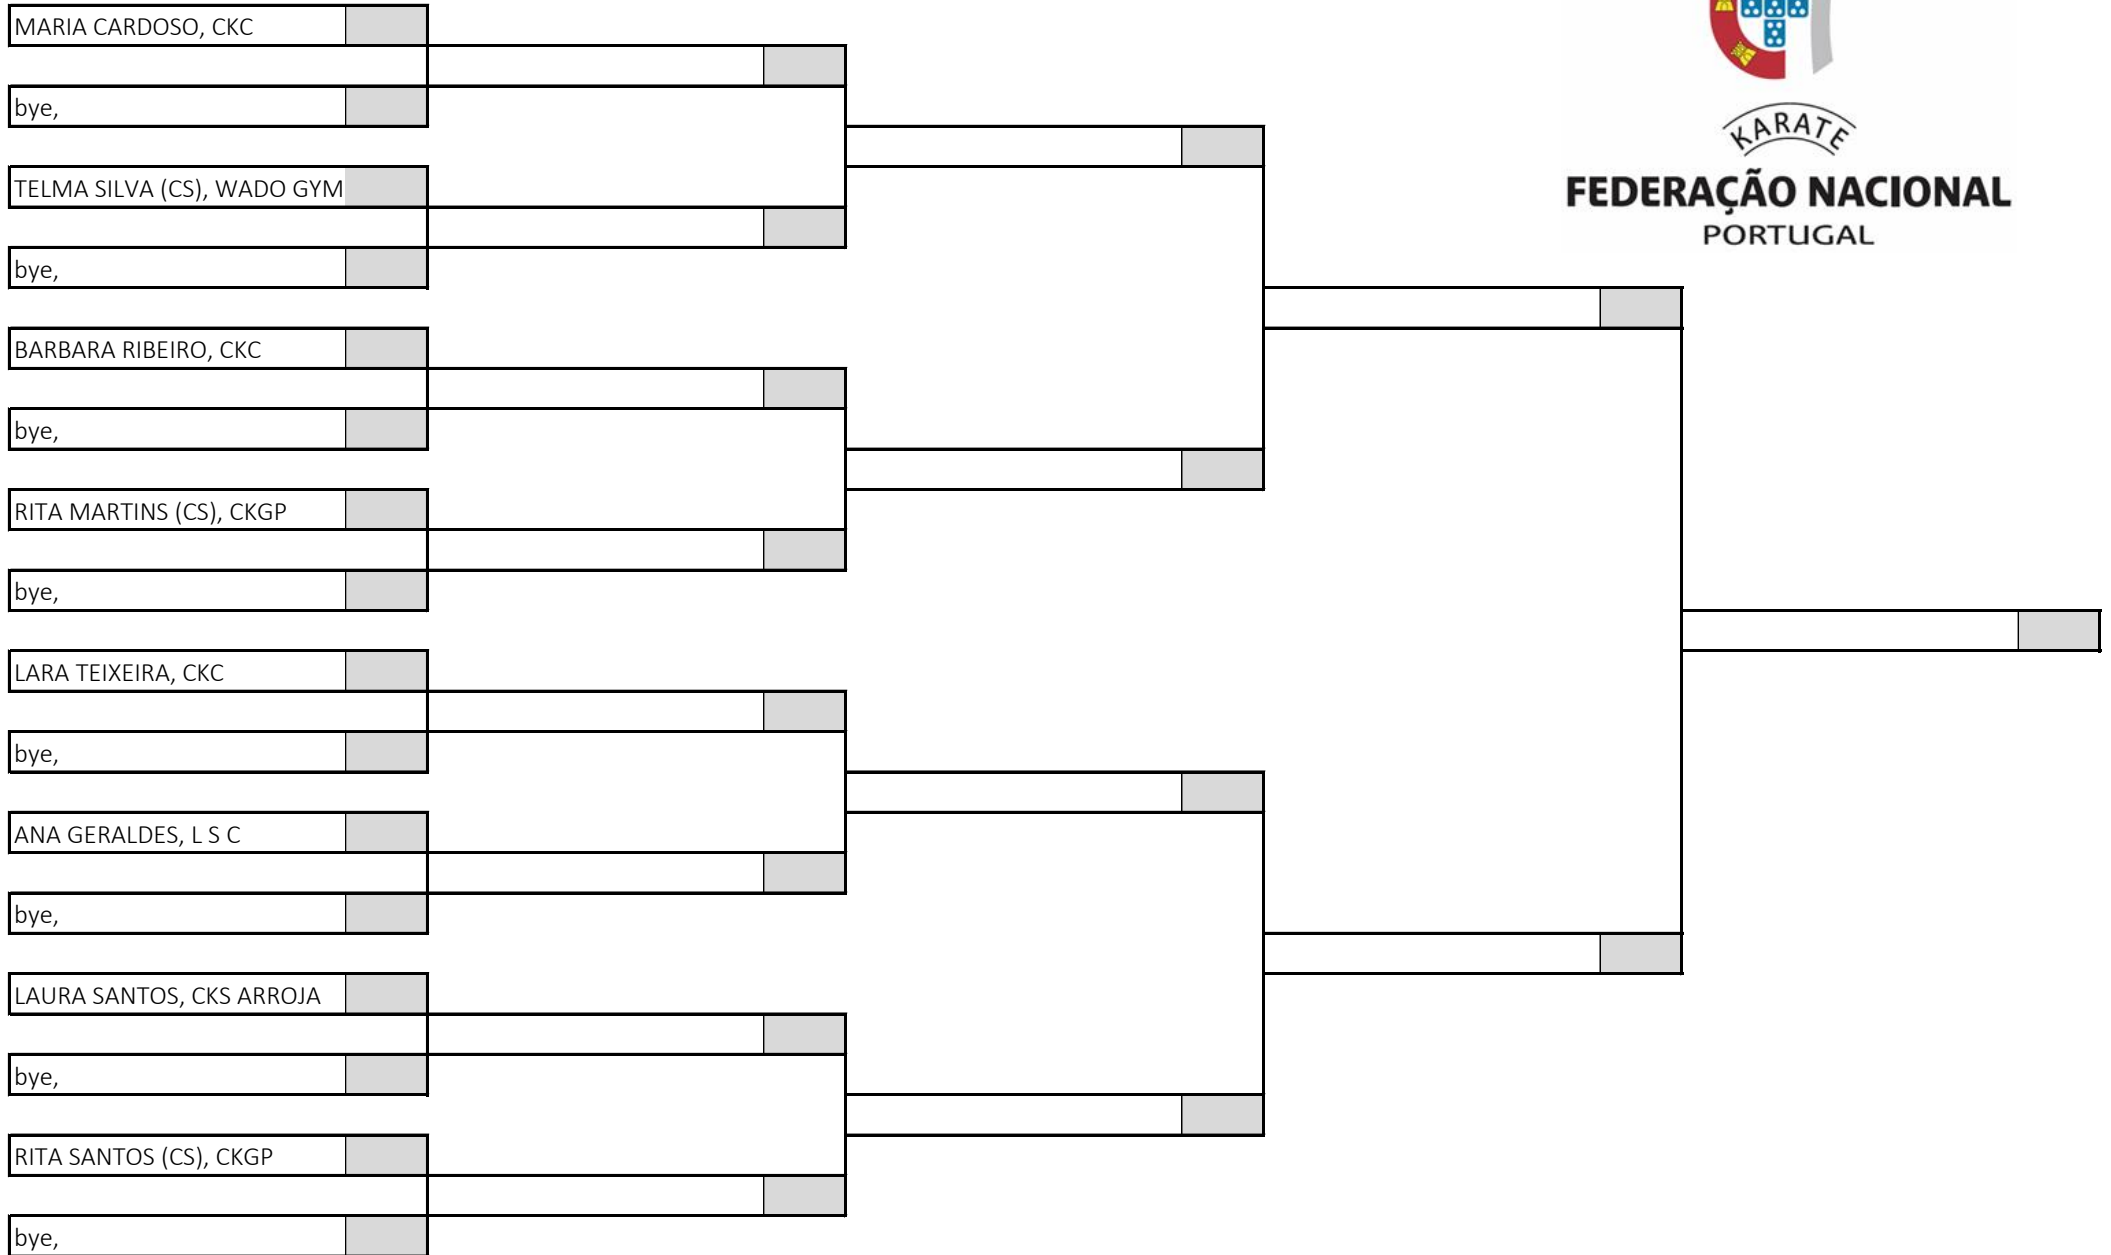 MARIA CARDOSO, CKC
bye,
TELMA SILVA (CS), WADO GYM
bye,
BARBARA RIBEIRO, CKC
bye,
RITA MARTINS (CS), CKGP
bye,
LARA TEIXEIRA, CKC
bye,
ANA GERALDES, L S C
bye,
LAURA SANTOS, CKS ARROJA
bye,
RITA SANTOS (CS), CKGP
bye,
KARATE
FEDERAÇÃO NACIONAL
PORTUGAL